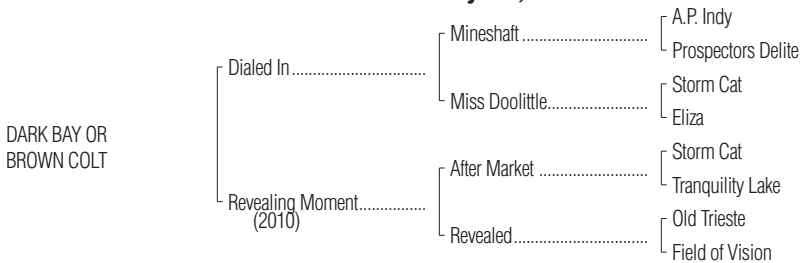 A.P. Indy
Mineshaft
Prospectors Delite
Dialed In
Storm Cat
Miss Doolittle
Eliza
DARK BAY OR
BROWN COLT
Storm Cat
After Market
Tranquility Lake
Revealing Moment
(2010)
Old Trieste
Revealed
Field of Vision